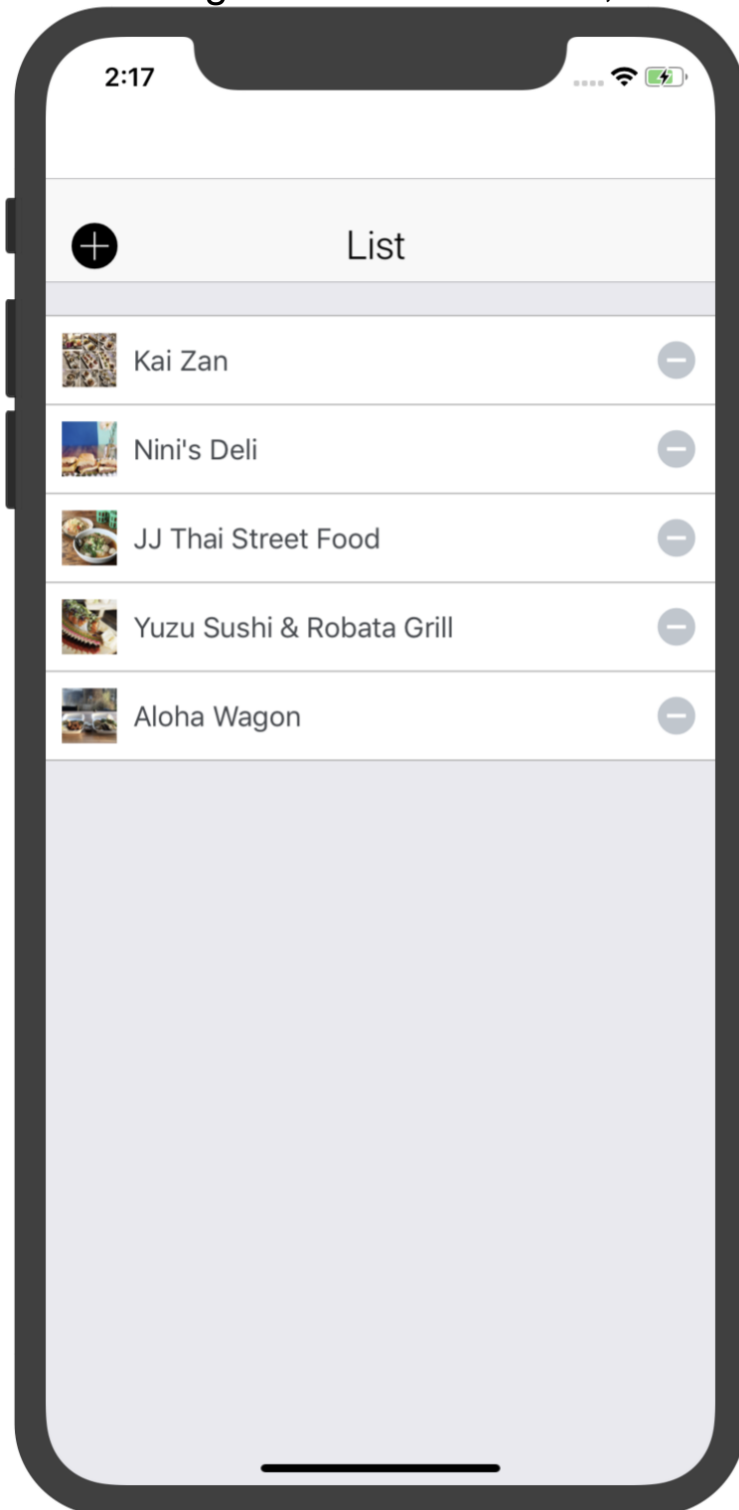 2:17
List
Kai Zan
Nini's Deli
JJ Thai Street Food
Yuzu Sushi & Robata Grill
Aloha Wagon